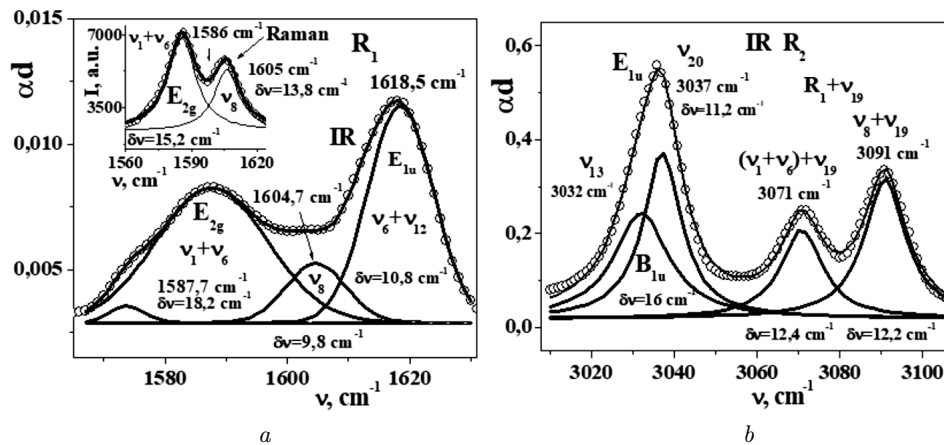 0,015
0,010
0,005
αd
7000
3500
I, a.u.
1560 1590 1620
ν, cm⁻¹
ν₁+ν₆
1586 cm⁻¹
Raman
1605 cm⁻¹
δν=13,8 cm⁻¹
E₂g
ν₈
δν=15,2 cm⁻¹
R₁
1618,5 cm⁻¹
IR
E₁u
1604,7 cm⁻¹
E₂g
ν₆+ν₁₂
ν₁+ν₆
ν₈
1587,7 cm⁻¹
δν=18,2 cm⁻¹
δν=10,8 cm⁻¹
δν=9,8 cm⁻¹
1580 1600 1620
ν, cm⁻¹
a
0,6
0,4
0,2
0,0
αd
E₁u
ν₂₀
3037 cm⁻¹
δν=11,2 cm⁻¹
IR R₂
R₁+ν₁₉
ν₈+ν₁₉
3091 cm⁻¹
ν₁₃
3032 cm⁻¹
(ν₁+ν₆)+ν₁₉
3071 cm⁻¹
B₁u
δν=16 cm⁻¹
δν=12,4 cm⁻¹
δν=12,2 cm⁻¹
3020 3040 3060 3080 3100
ν, cm⁻¹
b